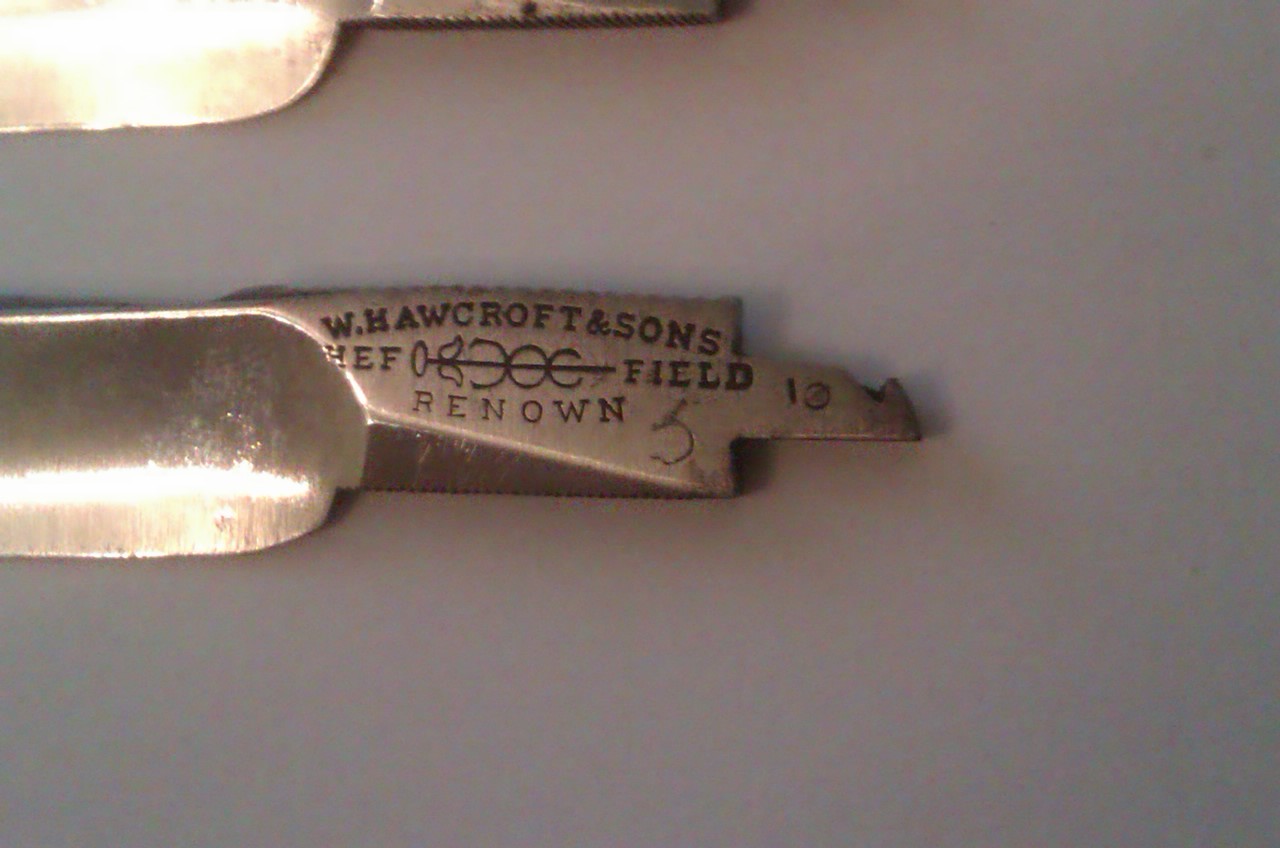 W. HAWCROFT & SONS
HEF FIELD
RENOWN
5
10